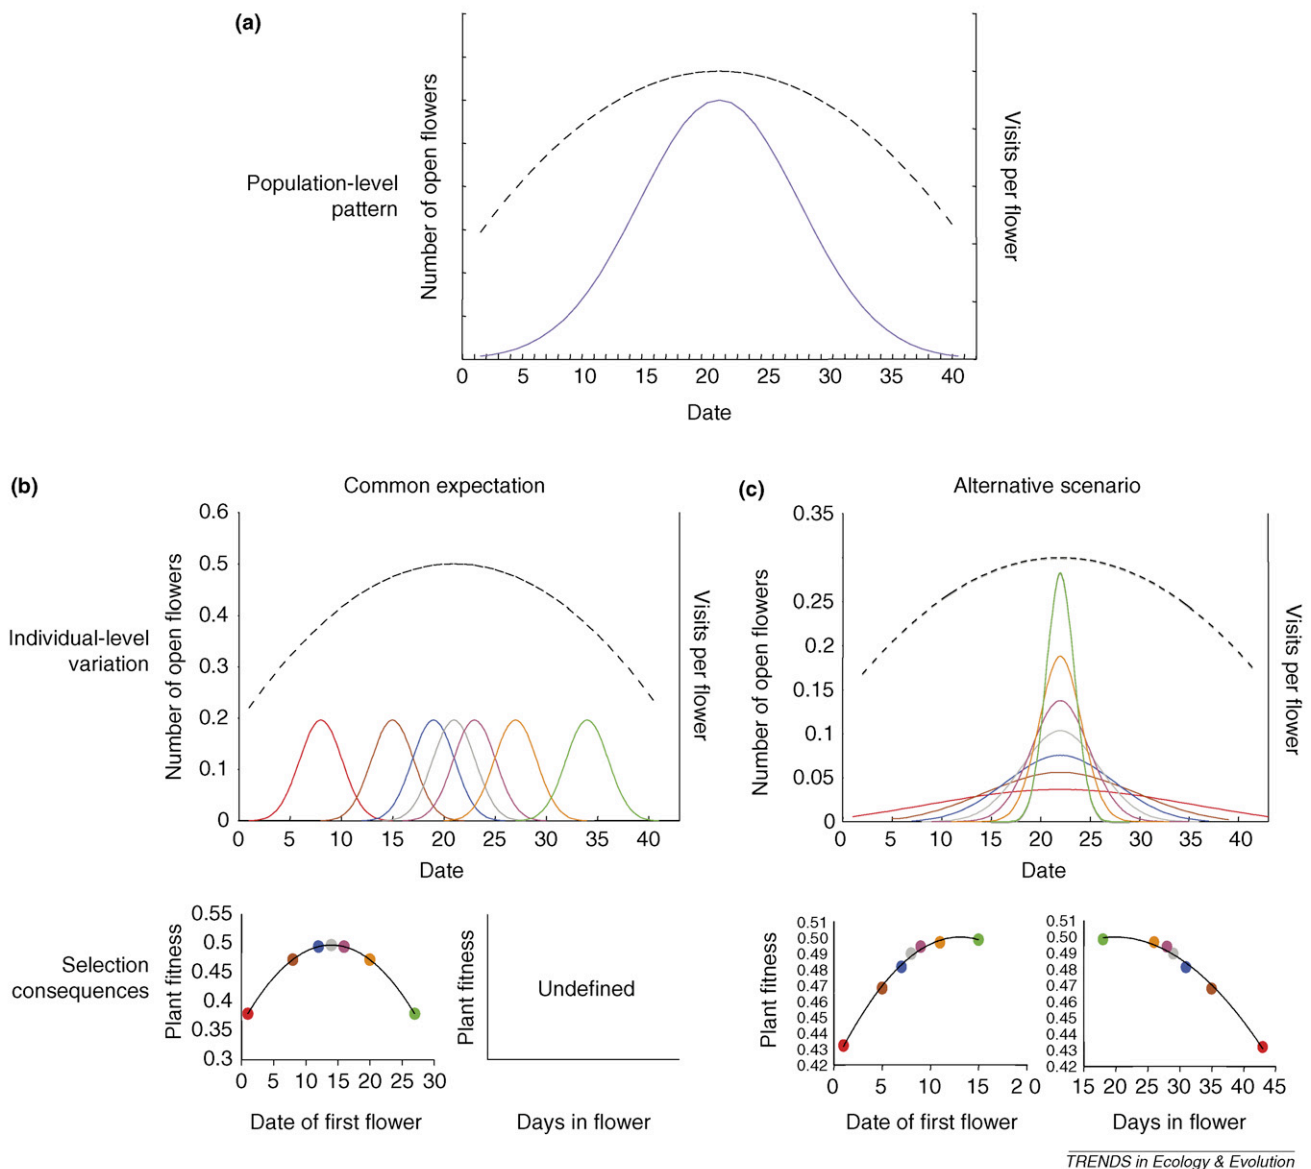 (a)
Number of open flowers
Visits per flower
Population-level
pattern
0 5 10 15 20 25 30 35 40
Date
(b)
Common expectation
Individual-level
variation
Number of open flowers
0.6
0.5
0.4
0.3
0.2
0.1
0
Visits per flower
0 5 10 15 20 25 30 35 40
Date
(c)
Alternative scenario
Number of open flowers
0.35
0.25
0.2
0.15
0.1
0.05
0
Visits per flower
0 5 10 15 20 25 30 35 40
Date
Selection
consequences
Plant fitness
0.55
0.5
0.45
0.4
0.35
0.3
0 5 10 15 20 25 30
Date of first flower
Plant fitness
Undefined
Days in flower
Plant fitness
0.51
0.50
0.49
0.48
0.47
0.46
0.45
0.44
0.43
0.42
0 5 10 15 2 0
Date of first flower
0.51
0.50
0.49
0.48
0.47
0.46
0.45
0.44
0.43
0.42
15 20 25 30 35 40 45
Days in flower
TRENDS in Ecology & Evolution